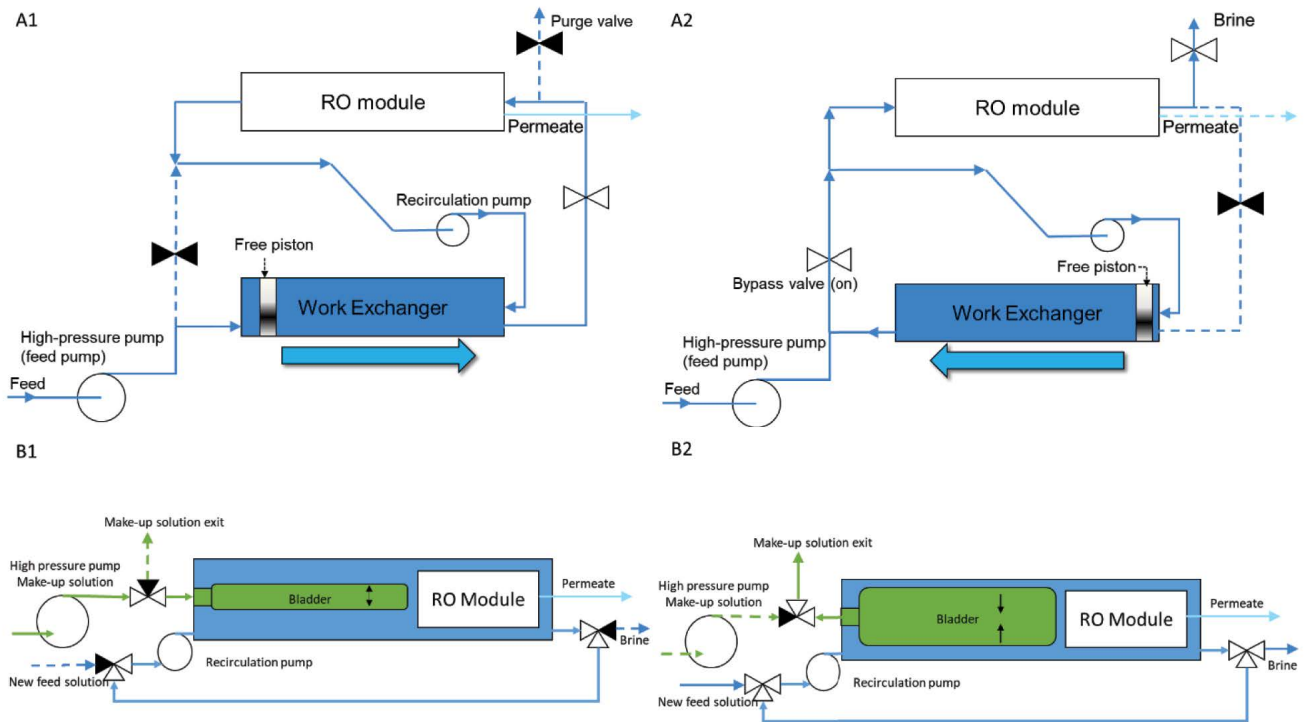 A1
Purge valve
RO module
Permeate
Recirculation pump
Free piston
Work Exchanger
High-pressure pump
(feed pump)
Feed
A2
Brine
RO module
Permeate
Bypass valve (on)
Free piston
Work Exchanger
High-pressure pump
(feed pump)
Feed
B1
Make-up solution exit
High pressure pump
Make-up solution
Bladder
RO Module
Permeate
Brine
Recirculation pump
New feed solution
B2
Make-up solution exit
High pressure pump
Make-up solution
Bladder
RO Module
Permeate
Brine
Recirculation pump
New feed solution